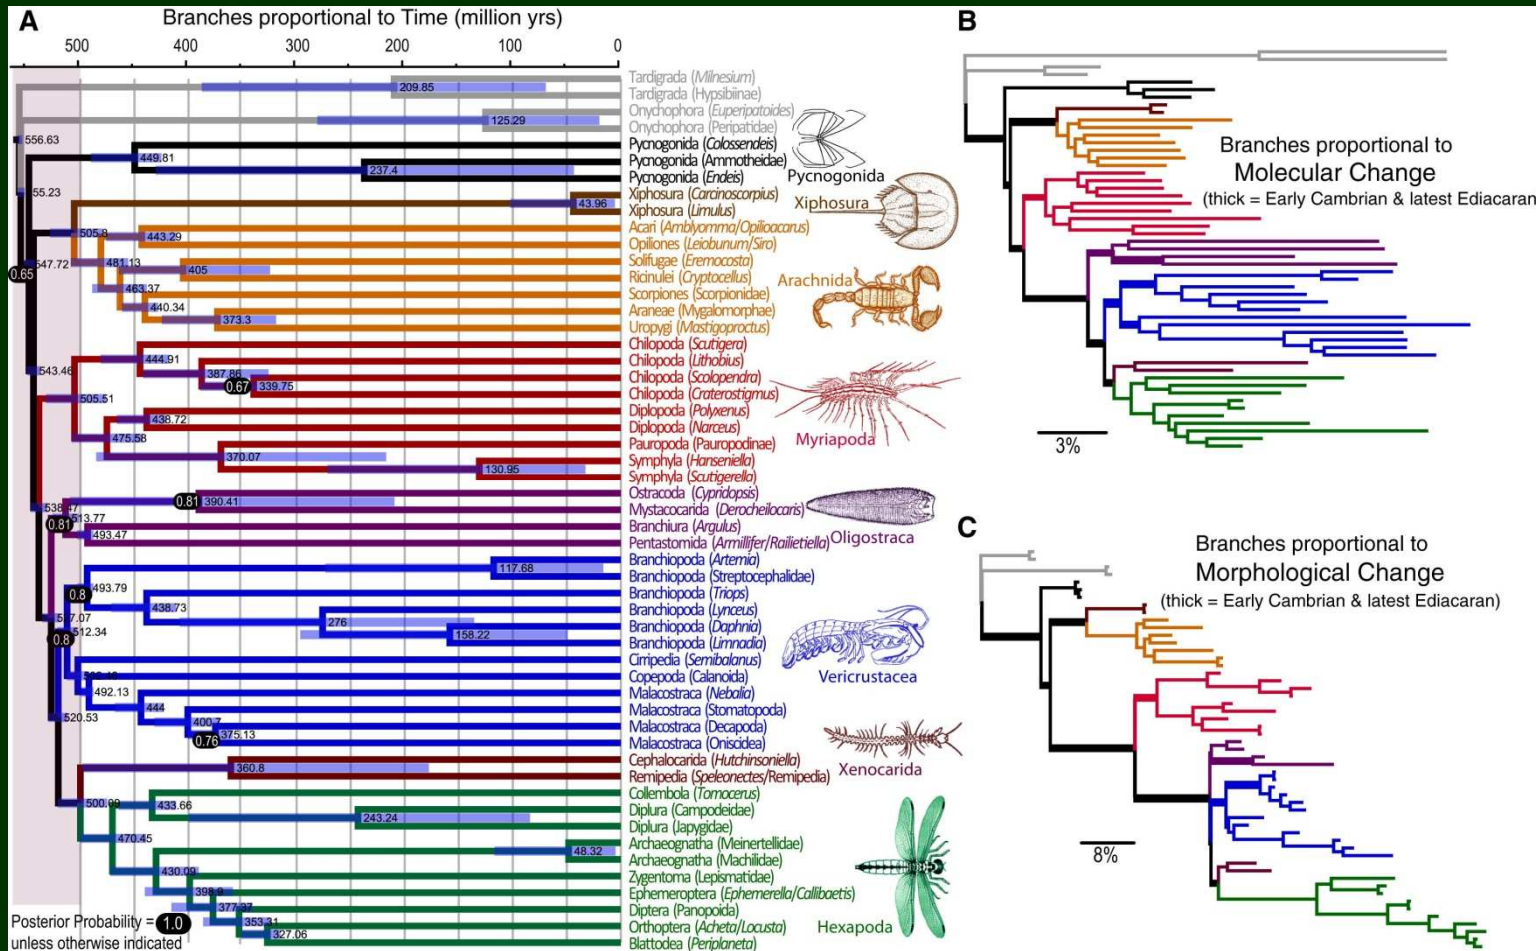 A
Branches proportional to Time (million yrs)
500 400 300 200 100 0
Tardigrada (Milnesium)
209.85
Tardigrada (Hypsibiinae)
Onychophora (Euperipatoides)
125.29
Onychophora (Peripatidae)
556.63
Pycnogonida (Colossendeis)
449.81
Pycnogonida (Ammotheidae)
237.4
Pycnogonida (Endeis)
Pycnogonida
55.23
Xiphosura (Carcinoscorpius)
43.96
Xiphosura
Xiphosura (Limulus)
Acari (Amblyomma/Opilioacarus)
505.8
443.29
Opiliones (Leiobunum/Siro)
547.72
481.13
Solifugae (Eremocosta)
0.65
405
Ricinulei (Cryptocellus)
Arachnida
463.37
Scorpiones (Scorpionidae)
440.34
Araneae (Mygalomorphae)
373.3
Uropygi (Mastigoproctus)
Chilopoda (Scutigera)
444.91
Chilopoda (Lithobius)
543.46
387.86
Chilopoda (Scolopendra)
0.67
339.75
Chilopoda (Craterostigmus)
505.51
Diplopoda (Polyxenus)
438.72
Diplopoda (Narceus)
475.58
Myriapoda
Pauropoda (Pauropodinae)
370.07
Symphyla (Hanseniella)
130.95
Symphyla (Scutigerella)
Ostracoda (Cypridopsis)
0.81
390.41
538.47
Mystacocarida (Derocheilocaris)
0.81
513.77
Branchiura (Argulus)
493.47
Pentastomida (Armillifer/Railietiella)
Oligostraca
Branchiopoda (Artemia)
117.68
Branchiopoda (Streptocephalidae)
493.79
0.8
Branchiopoda (Triops)
438.73
Branchiopoda (Lynceus)
276
Branchiopoda (Daphnia)
158.22
512.34
0.8
Branchiopoda (Limnadia)
Cirripedia (Semibalanus)
Copepoda (Calanoida)
Vericrustacea
492.13
Malacostraca (Nebalia)
444
Malacostraca (Stomatopoda)
520.53
400.7
Malacostraca (Decapoda)
0.76
375.13
Malacostraca (Oniscidea)
Cephalocarida (Hutchinsoniella)
360.8
Xenocarida
Remipedia (Speleonectes/Remipedia)
Collembola (Tomocerus)
433.66
Diplura (Campodeidae)
243.24
Diplura (Japygidae)
470.45
Archaeognatha (Meinertellidae)
48.32
Archaeognatha (Machilidae)
430.09
Zygentoma (Lepismatidae)
398.9
Ephemeroptera (Ephemerella/Callibaetis)
377.37
Diptera (Panopoida)
353.31
Orthoptera (Acheta/Locusta)
327.06
Blattodea (Periplaneta)
Hexapoda
Posterior Probability = 1.0
unless otherwise indicated
B
Branches proportional to
Molecular Change
(thick = Early Cambrian & latest Ediacaran
3%
C
Branches proportional to
Morphological Change
(thick = Early Cambrian & latest Ediacaran)
8%